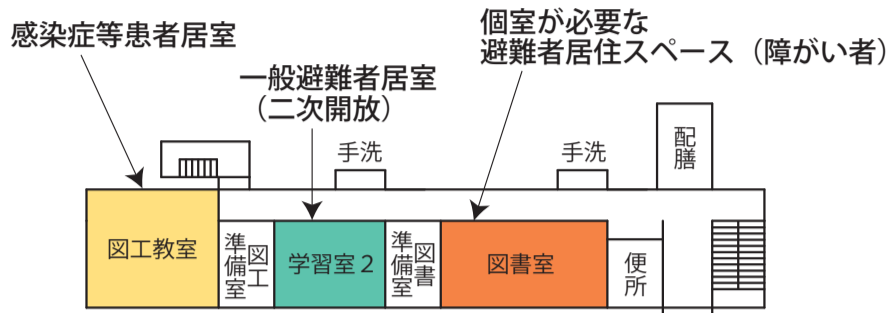 感染症等患者居室
一般避難者居室
（二次開放）
個室が必要な
避難者居住スペース（障がい者）
手洗
手洗
配膳
図工教室
図工
準備室
学習室２
図書
準備室
図書室
便所